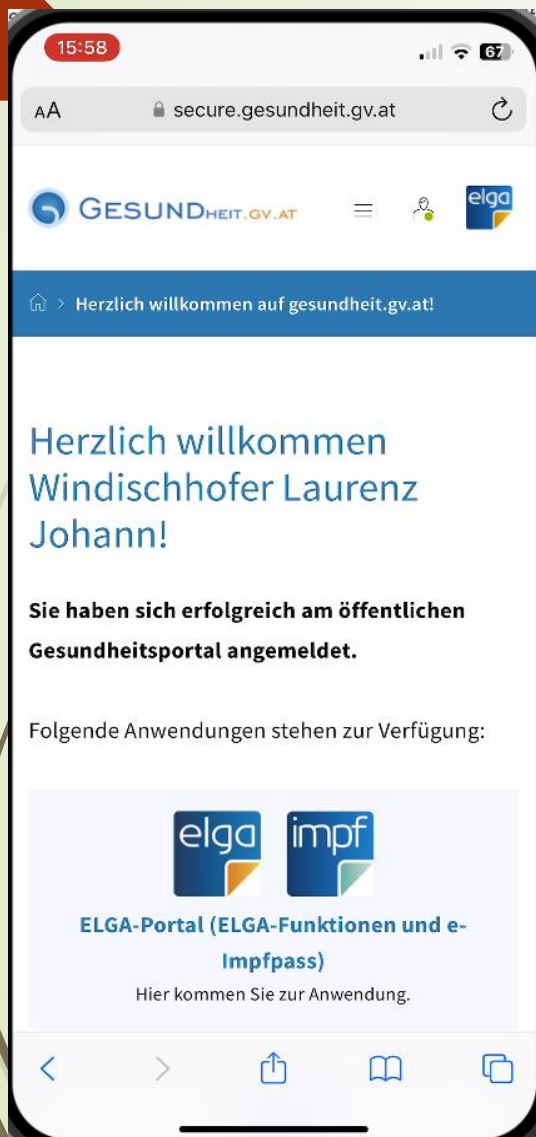 15:58
67
AA secure.gesundheit.gv.at
GESUNDHEIT.GV.AT
elga
> Herzlich willkommen auf gesundheit.gv.at!
Herzlich willkommen
Windischhofer Laurenz
Johann!
Sie haben sich erfolgreich am öffentlichen
Gesundheitsportal angemeldet.
Folgende Anwendungen stehen zur Verfügung:
elga impf
ELGA-Portal (ELGA-Funktionen und e-
Impfpass)
Hier kommen Sie zur Anwendung.